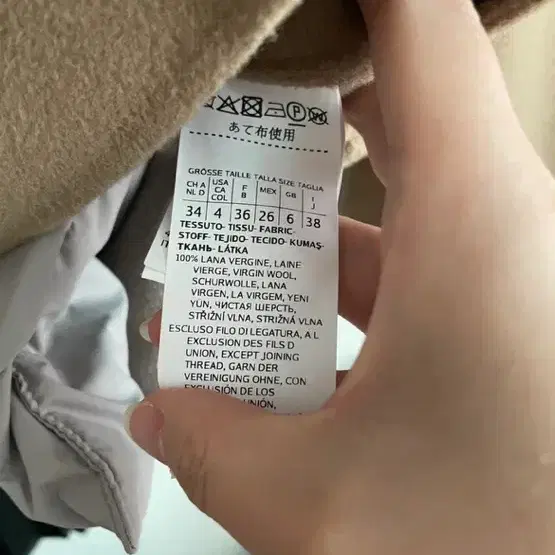 P W
あて布使用
GRÖSSE TAILLE TALLA SIZE TAGLIA
CH A NL D USA CA COL F B MEX GB I J
34 4 36 26 6 38
TESSUTO- TISSU- FABRIC-
STOFF- TEJIDO- TECIDO- KUMAŞ-
ТКАНЬ- LÁTKA
100% LANA VERGINE, LAINE
VIERGE, VIRGIN WOOL,
SCHURWOLLE, LANA
VIRGEN, LA VIRGEM, YENI
YÜN, ЧИСТАЯ ШЕРСТЬ,
STŘIŽNÍ VLNA, STRIŽNÁ VLNA
ESCLUSO FILO DI LEGATURA, A L
EXCLUSION DES FILS D
UNION, EXCEPT JOINING
THREAD, GARN DER
VEREINIGUNG OHNE, CON
EXCLUSION DE LOS
UNIÓN,